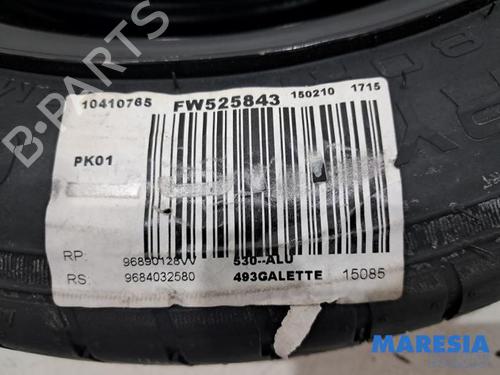 10410765 FW525843 150210 1715
PK01
RP: 96890128VV 530--ALU
RS: 9684032580 493GALETTE 15085
B-PARTS
MARESIA